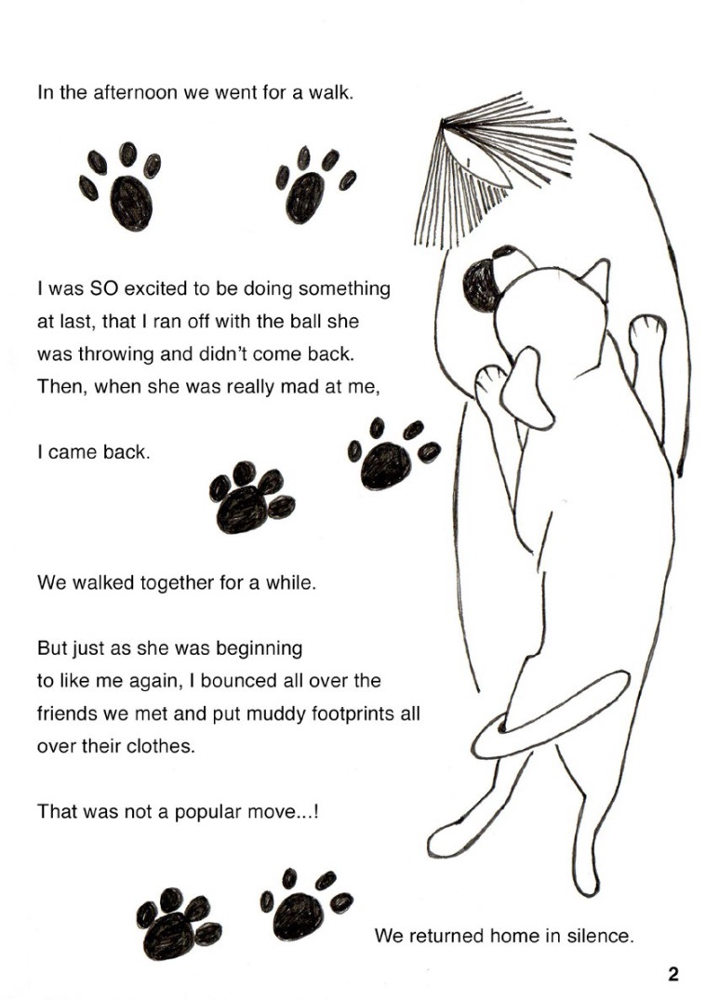 In the afternoon we went for a walk.
I was SO excited to be doing something
at last, that I ran off with the ball she
was throwing and didn’t come back.
Then, when she was really mad at me,
I came back.
We walked together for a while.
But just as she was beginning
to like me again, I bounced all over the
friends we met and put muddy footprints all
over their clothes.
That was not a popular move...!
We returned home in silence.
2